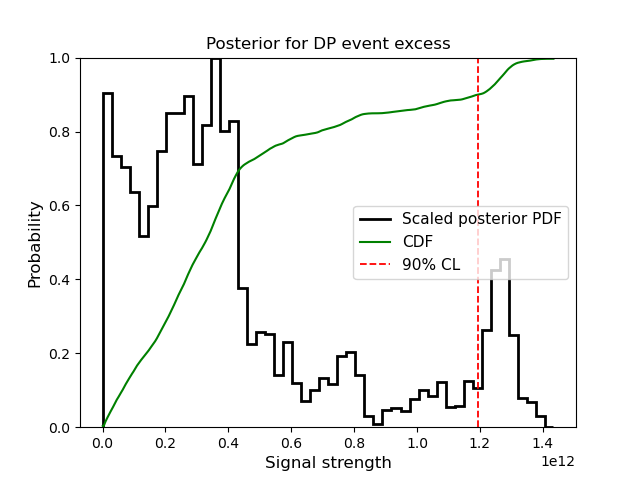 Posterior for DP event excess
Probability
1.0
0.8
0.6
0.4
0.2
0.0
Scaled posterior PDF
CDF
90% CL
0.0 0.2 0.4 0.6 0.8 1.0 1.2 1.4
1e12
Signal strength